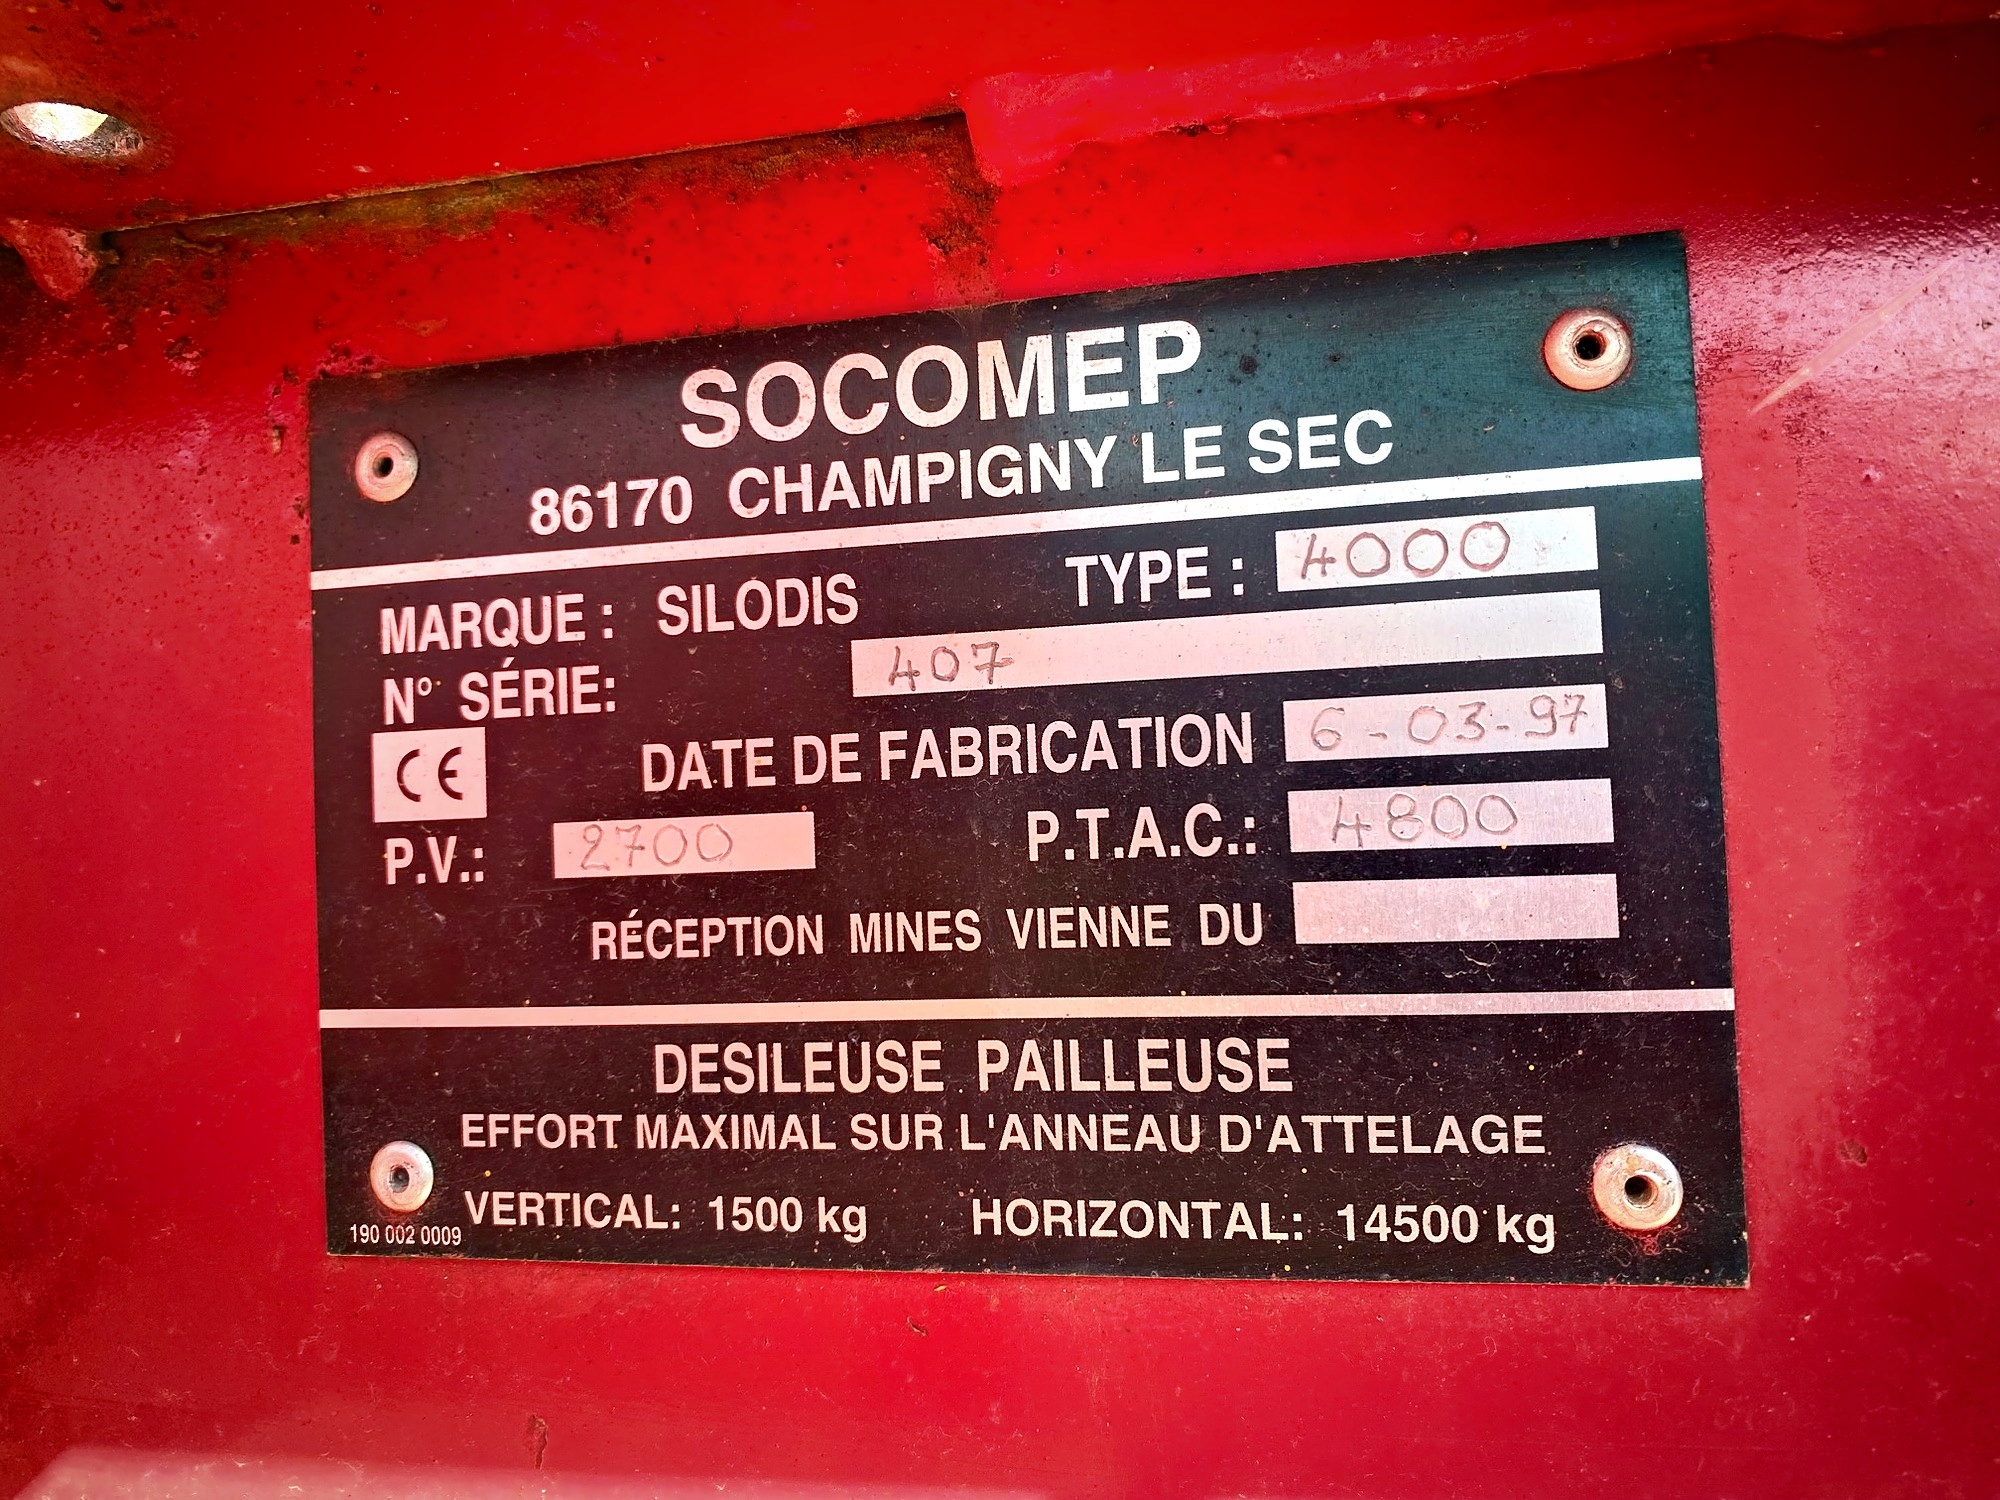 SOCOMEP
86170 CHAMPIGNY LE SEC
MARQUE : SILODIS TYPE : 4000
N° SÉRIE: 407
CE DATE DE FABRICATION 6-03-97
P.V.: 2700 P.T.A.C.: 4800
RÉCEPTION MINES VIENNE DU
DESILEUSE PAILLEUSE
EFFORT MAXIMAL SUR L'ANNEAU D'ATTELAGE
VERTICAL: 1500 kg HORIZONTAL: 14500 kg
190 002 0009